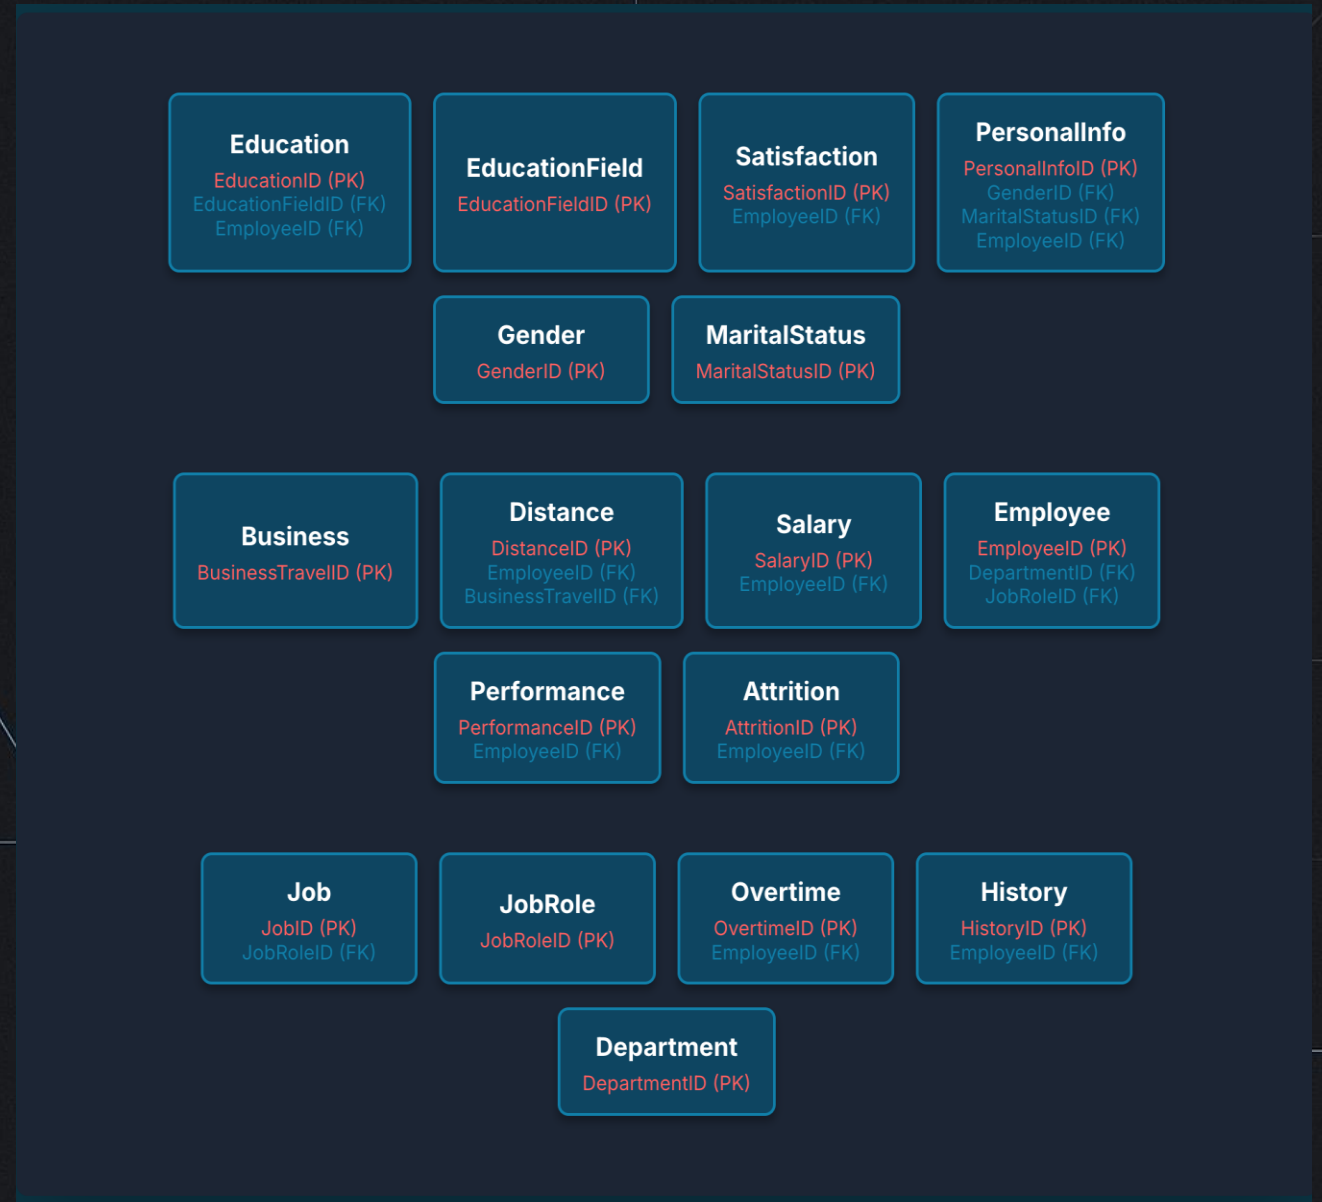 Education
EducationID (PK)
EducationFieldID (FK)
EmployeeID (FK)
EducationField
EducationFieldID (PK)
Satisfaction
SatisfactionID (PK)
EmployeeID (FK)
PersonalInfo
PersonalInfoID (PK)
GenderID (FK)
MaritalStatusID (FK)
EmployeeID (FK)
Gender
GenderID (PK)
MaritalStatus
MaritalStatusID (PK)
Business
BusinessTravelID (PK)
Distance
DistanceID (PK)
EmployeeID (FK)
BusinessTravelID (FK)
Salary
SalaryID (PK)
EmployeeID (FK)
Employee
EmployeeID (PK)
DepartmentID (FK)
JobRoleID (FK)
Performance
PerformanceID (PK)
EmployeeID (FK)
Attrition
AttritionID (PK)
EmployeeID (FK)
Job
JobID (PK)
JobRoleID (FK)
JobRole
JobRoleID (PK)
Overtime
OvertimeID (PK)
EmployeeID (FK)
History
HistoryID (PK)
EmployeeID (FK)
Department
DepartmentID (PK)